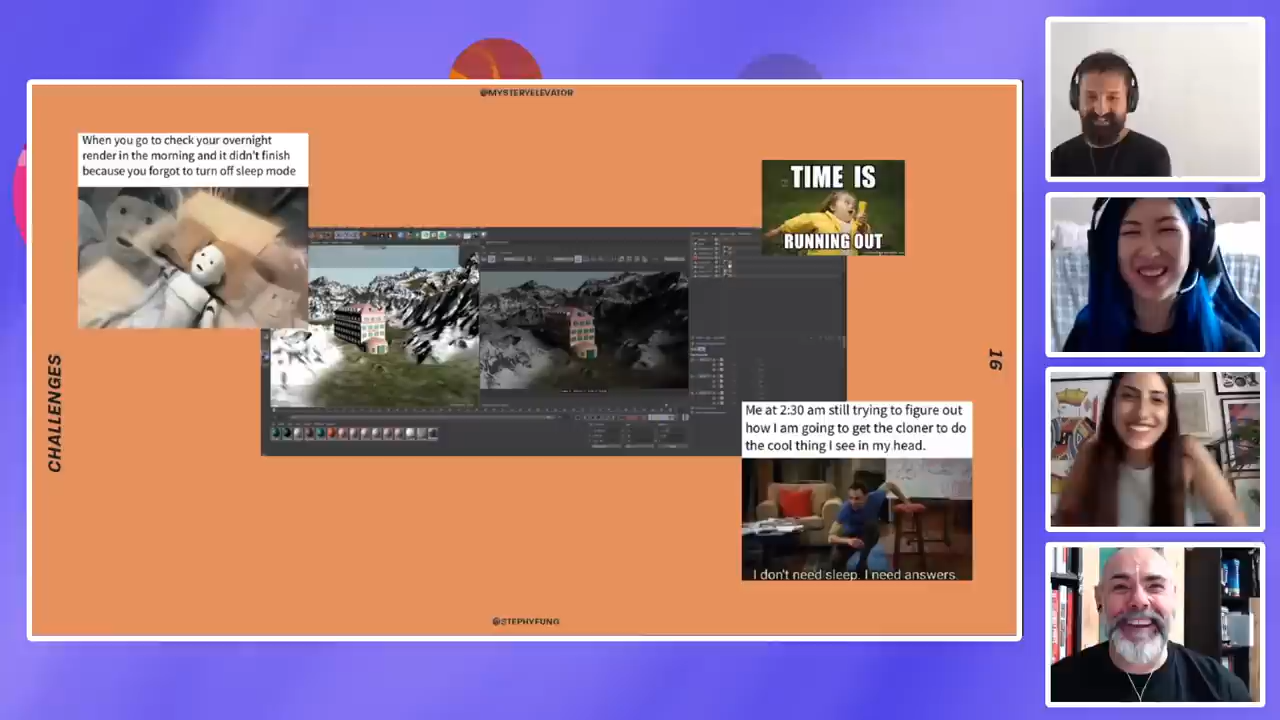 @MYSTERYELEVATOR
When you go to check your overnight
render in the morning and it didn't finish
because you forgot to turn off sleep mode
TIME IS
RUNNING OUT
CHALLENGES
16
Me at 2:30 am still trying to figure out
how I am going to get the cloner to do
the cool thing I see in my head.
I don't need sleep. I need answers.
@STEPHYFUNG